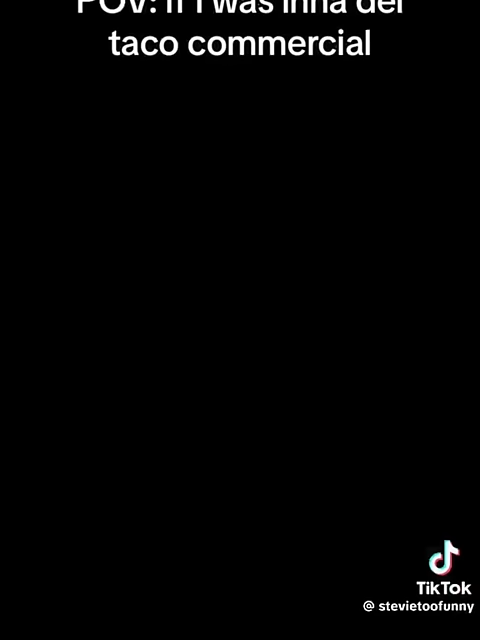 POV: If I was inna del
taco commercial
TikTok
@ stevietoofunny